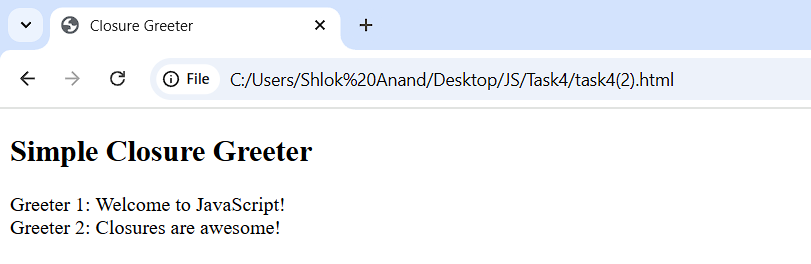 Closure Greeter
File C:/Users/Shlok%20Anand/Desktop/JS/Task4/task4(2).html
Simple Closure Greeter
Greeter 1: Welcome to JavaScript!
Greeter 2: Closures are awesome!